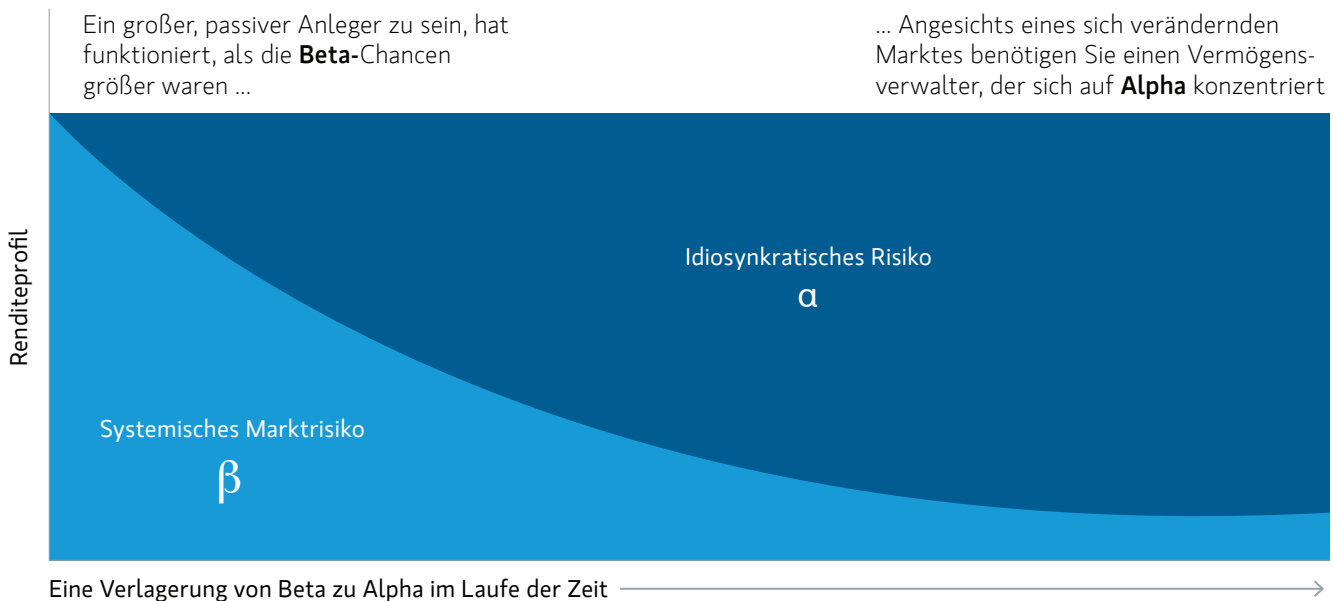 Ein großer, passiver Anleger zu sein, hat
funktioniert, als die Beta-Chancen
größer waren ...
... Angesichts eines sich verändernden
Marktes benötigen Sie einen Vermögens-
verwalter, der sich auf Alpha konzentriert
Renditeprofil
Idiosynkratisches Risiko
α
Systemisches Marktrisiko
β
Eine Verlagerung von Beta zu Alpha im Laufe der Zeit